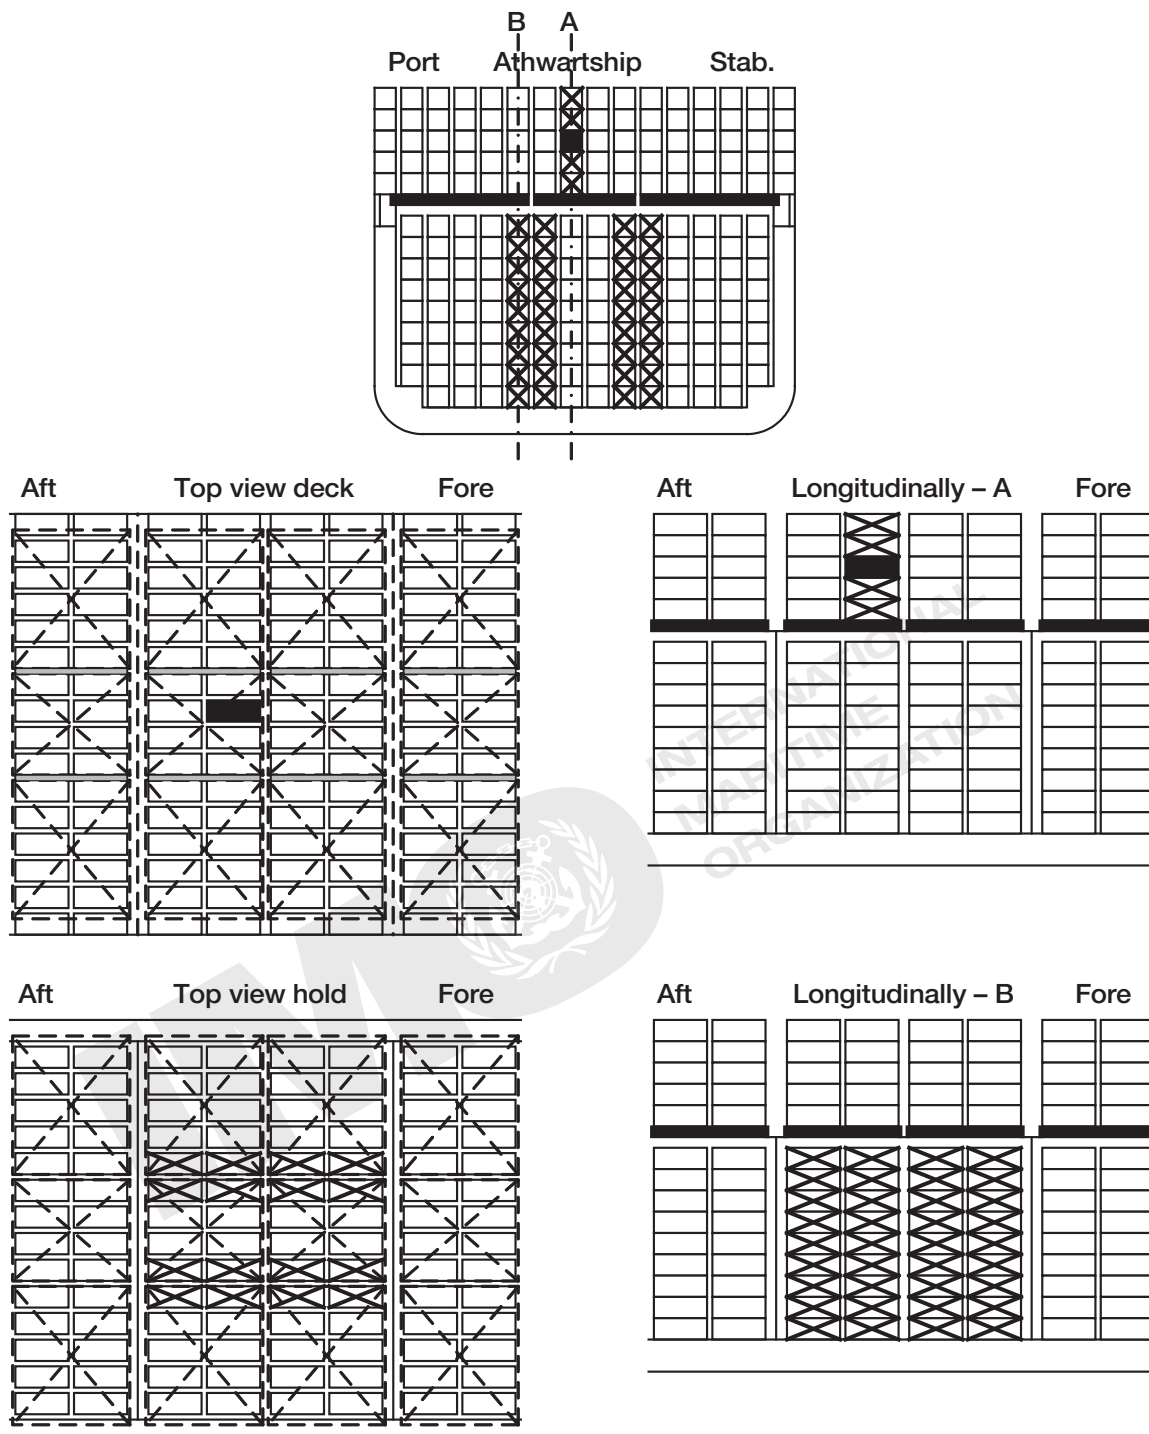 B A
Port Athwartship Stab.
Aft Top view deck Fore
Aft Longitudinally – A Fore
INTERNATIONAL
MARITIME
ORGANIZATION
IMO
Aft Top view hold Fore
Aft Longitudinally – B Fore